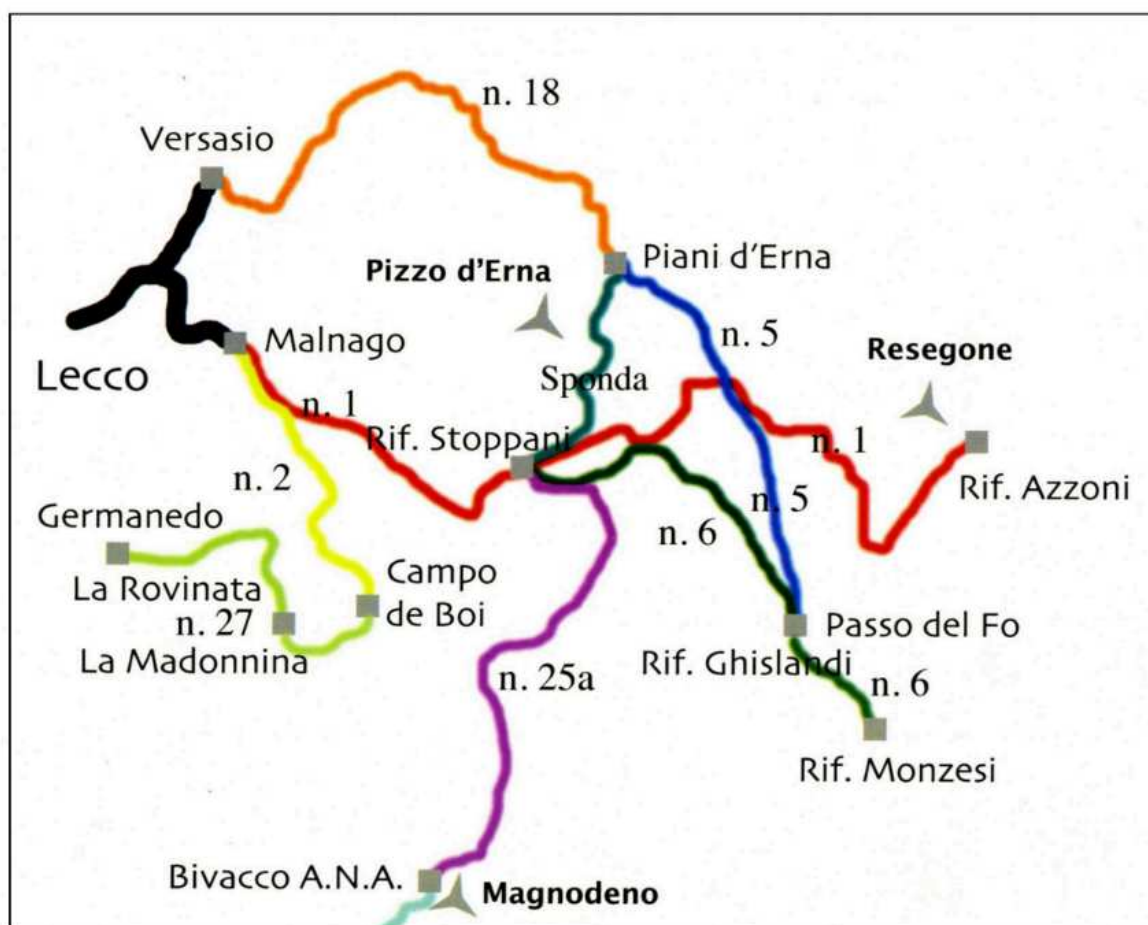 n. 18
Versasio
Piani d'Erna
Pizzo d'Erna
Malnago
n. 5
Resegone
Lecco
Sponda
n. 1
Rif. Stoppani
n. 1
n. 2
Rif. Azzoni
n. 5
Germanedo
n. 6
Campo
de Boi
La Rovinata
n. 27
Passo del Fo
La Madonnina
Rif. Ghislandi
n. 25a
n. 6
Rif. Monzesi
Bivacco A.N.A.
Magnodeno